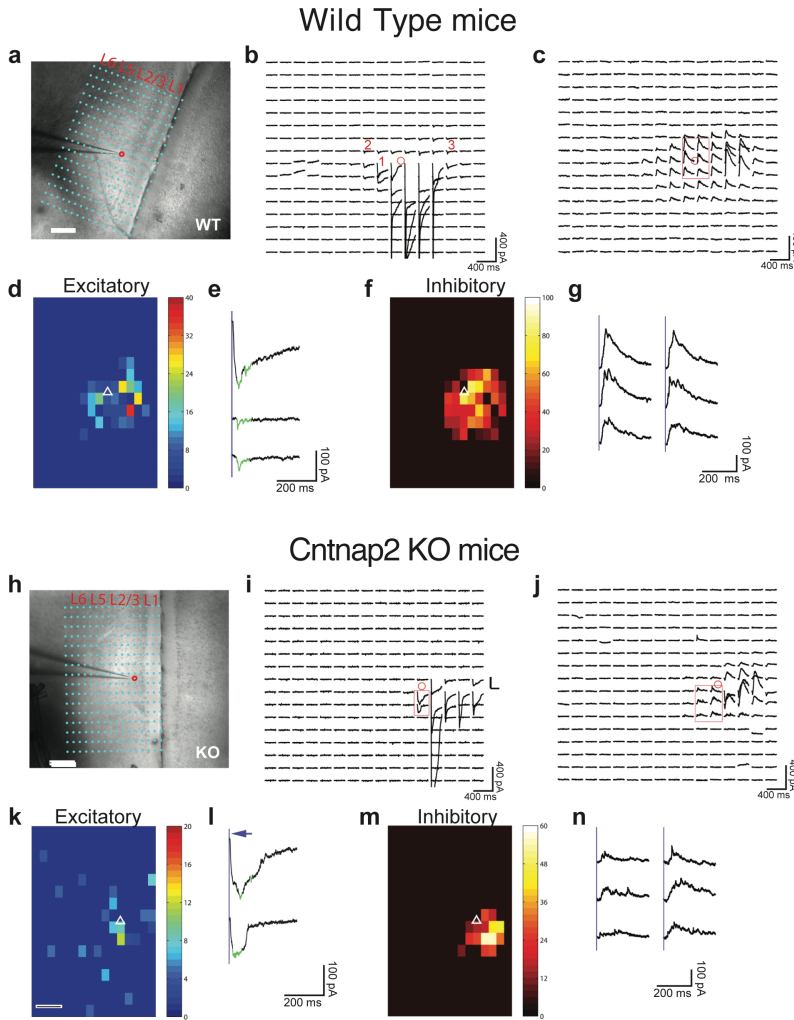 Wild Type mice
a
b
c
L6 L5 L2/3 L1
WT
2
3
1
400 pA
400 ms
400 ms
d
Excitatory
40
32
24
16
8
0
e
100 pA
200 ms
f
Inhibitory
100
80
60
40
20
0
g
100 pA
200 ms
Cntnap2 KO mice
h
i
j
L6 L5 L2/3 L1
KO
400 pA
400 ms
400 pA
400 ms
k
Excitatory
20
16
12
8
4
0
l
100 pA
200 ms
m
Inhibitory
60
48
36
24
12
0
n
100 pA
200 ms